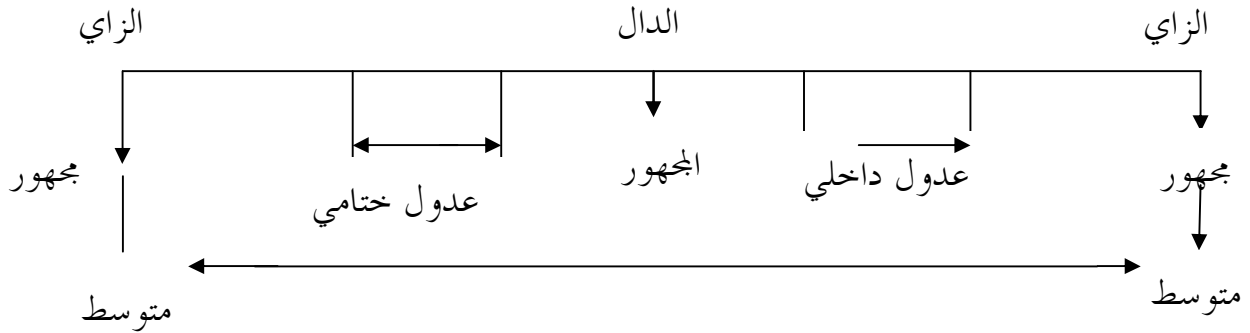 الزاي الدال الزاي
مجهور عدول داخلي المجهور عدول ختامي مجهور
متوسط متوسط